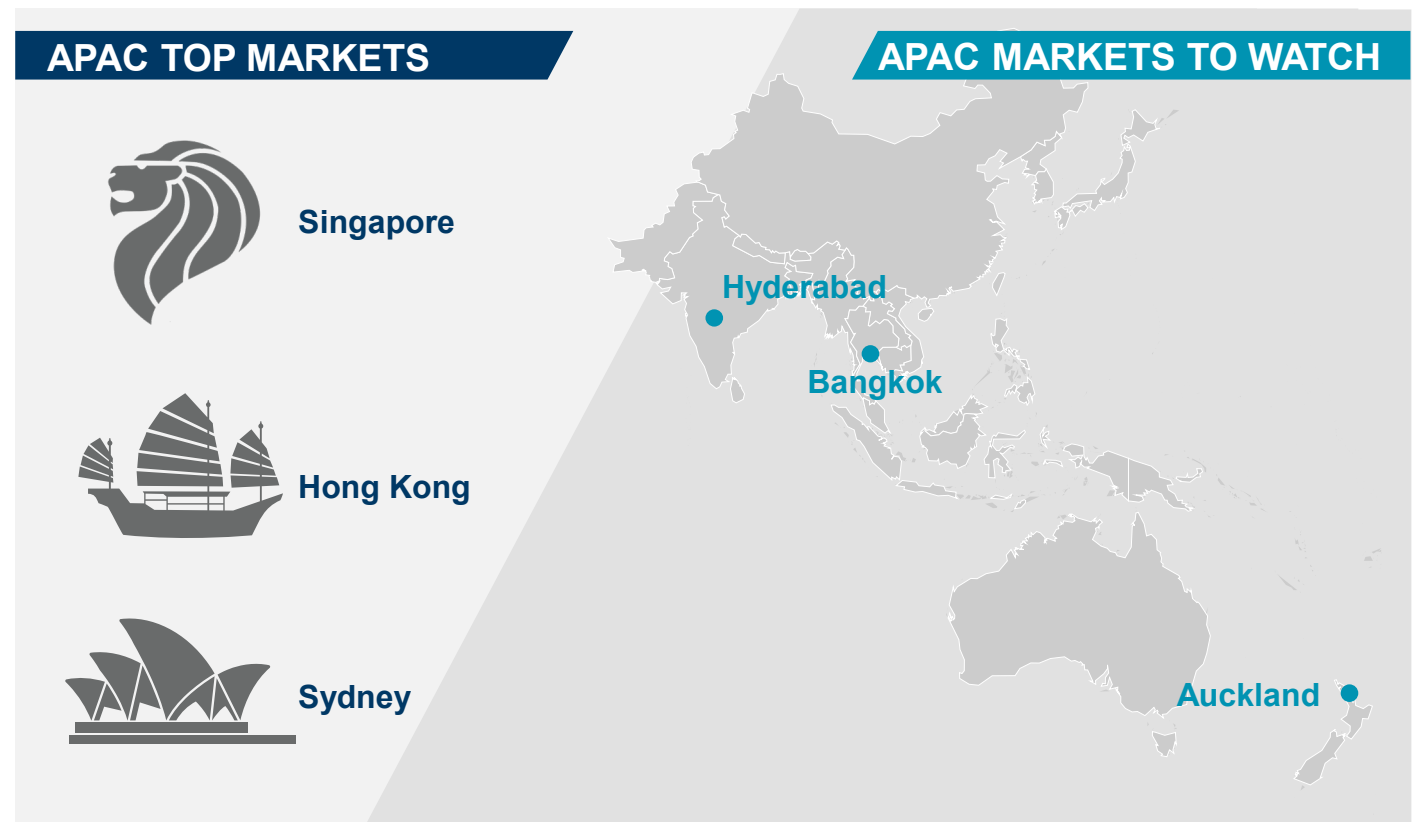 APAC TOP MARKETS
Singapore
Hong Kong
Sydney
APAC MARKETS TO WATCH
Hyderabad
Bangkok
Auckland